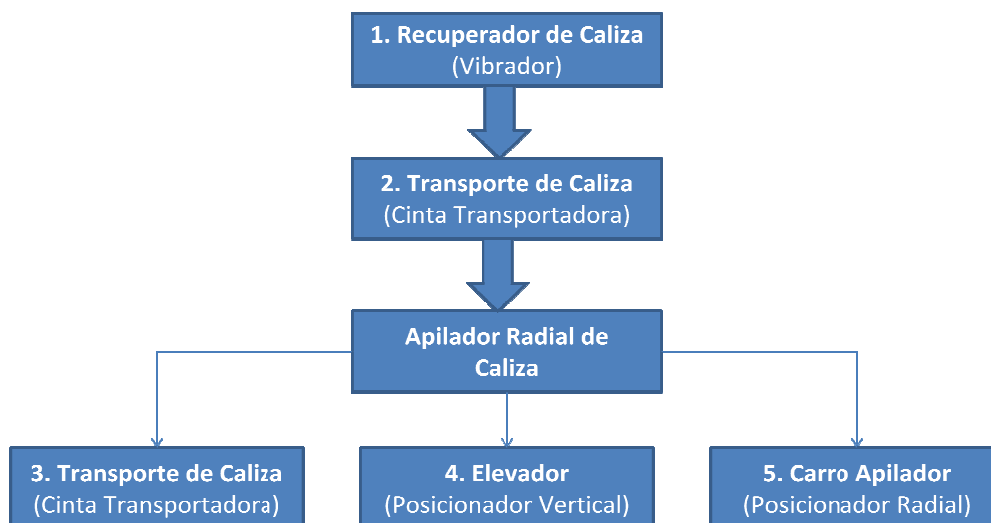 1. Recuperador de Caliza
(Vibrador)
2. Transporte de Caliza
(Cinta Transportadora)
Apilador Radial de
Caliza
3. Transporte de Caliza
(Cinta Transportadora)
4. Elevador
(Posicionador Vertical)
5. Carro Apilador
(Posicionador Radial)